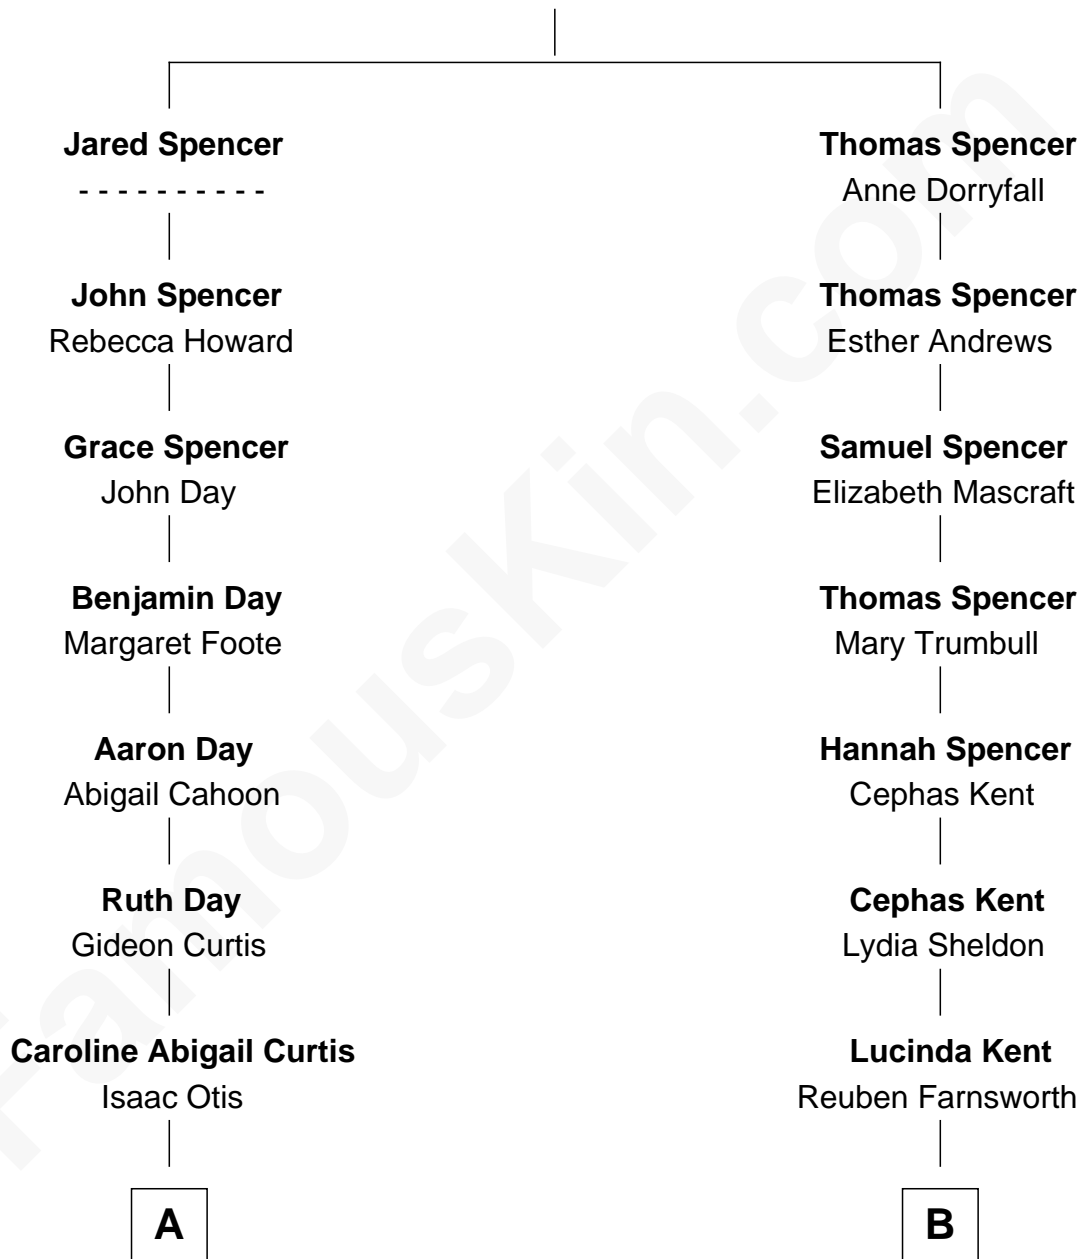 Jared Spencer
- - - - - - - - - -
John Spencer
Rebecca Howard
Grace Spencer
John Day
Benjamin Day
Margaret Foote
Aaron Day
Abigail Cahoon
Ruth Day
Gideon Curtis
Caroline Abigail Curtis
Isaac Otis
A
Thomas Spencer
Anne Dorryfall
Thomas Spencer
Esther Andrews
Samuel Spencer
Elizabeth Mascraft
Thomas Spencer
Mary Trumbull
Hannah Spencer
Cephas Kent
Cephas Kent
Lydia Sheldon
Lucinda Kent
Reuben Farnsworth
B
FamousKin.com